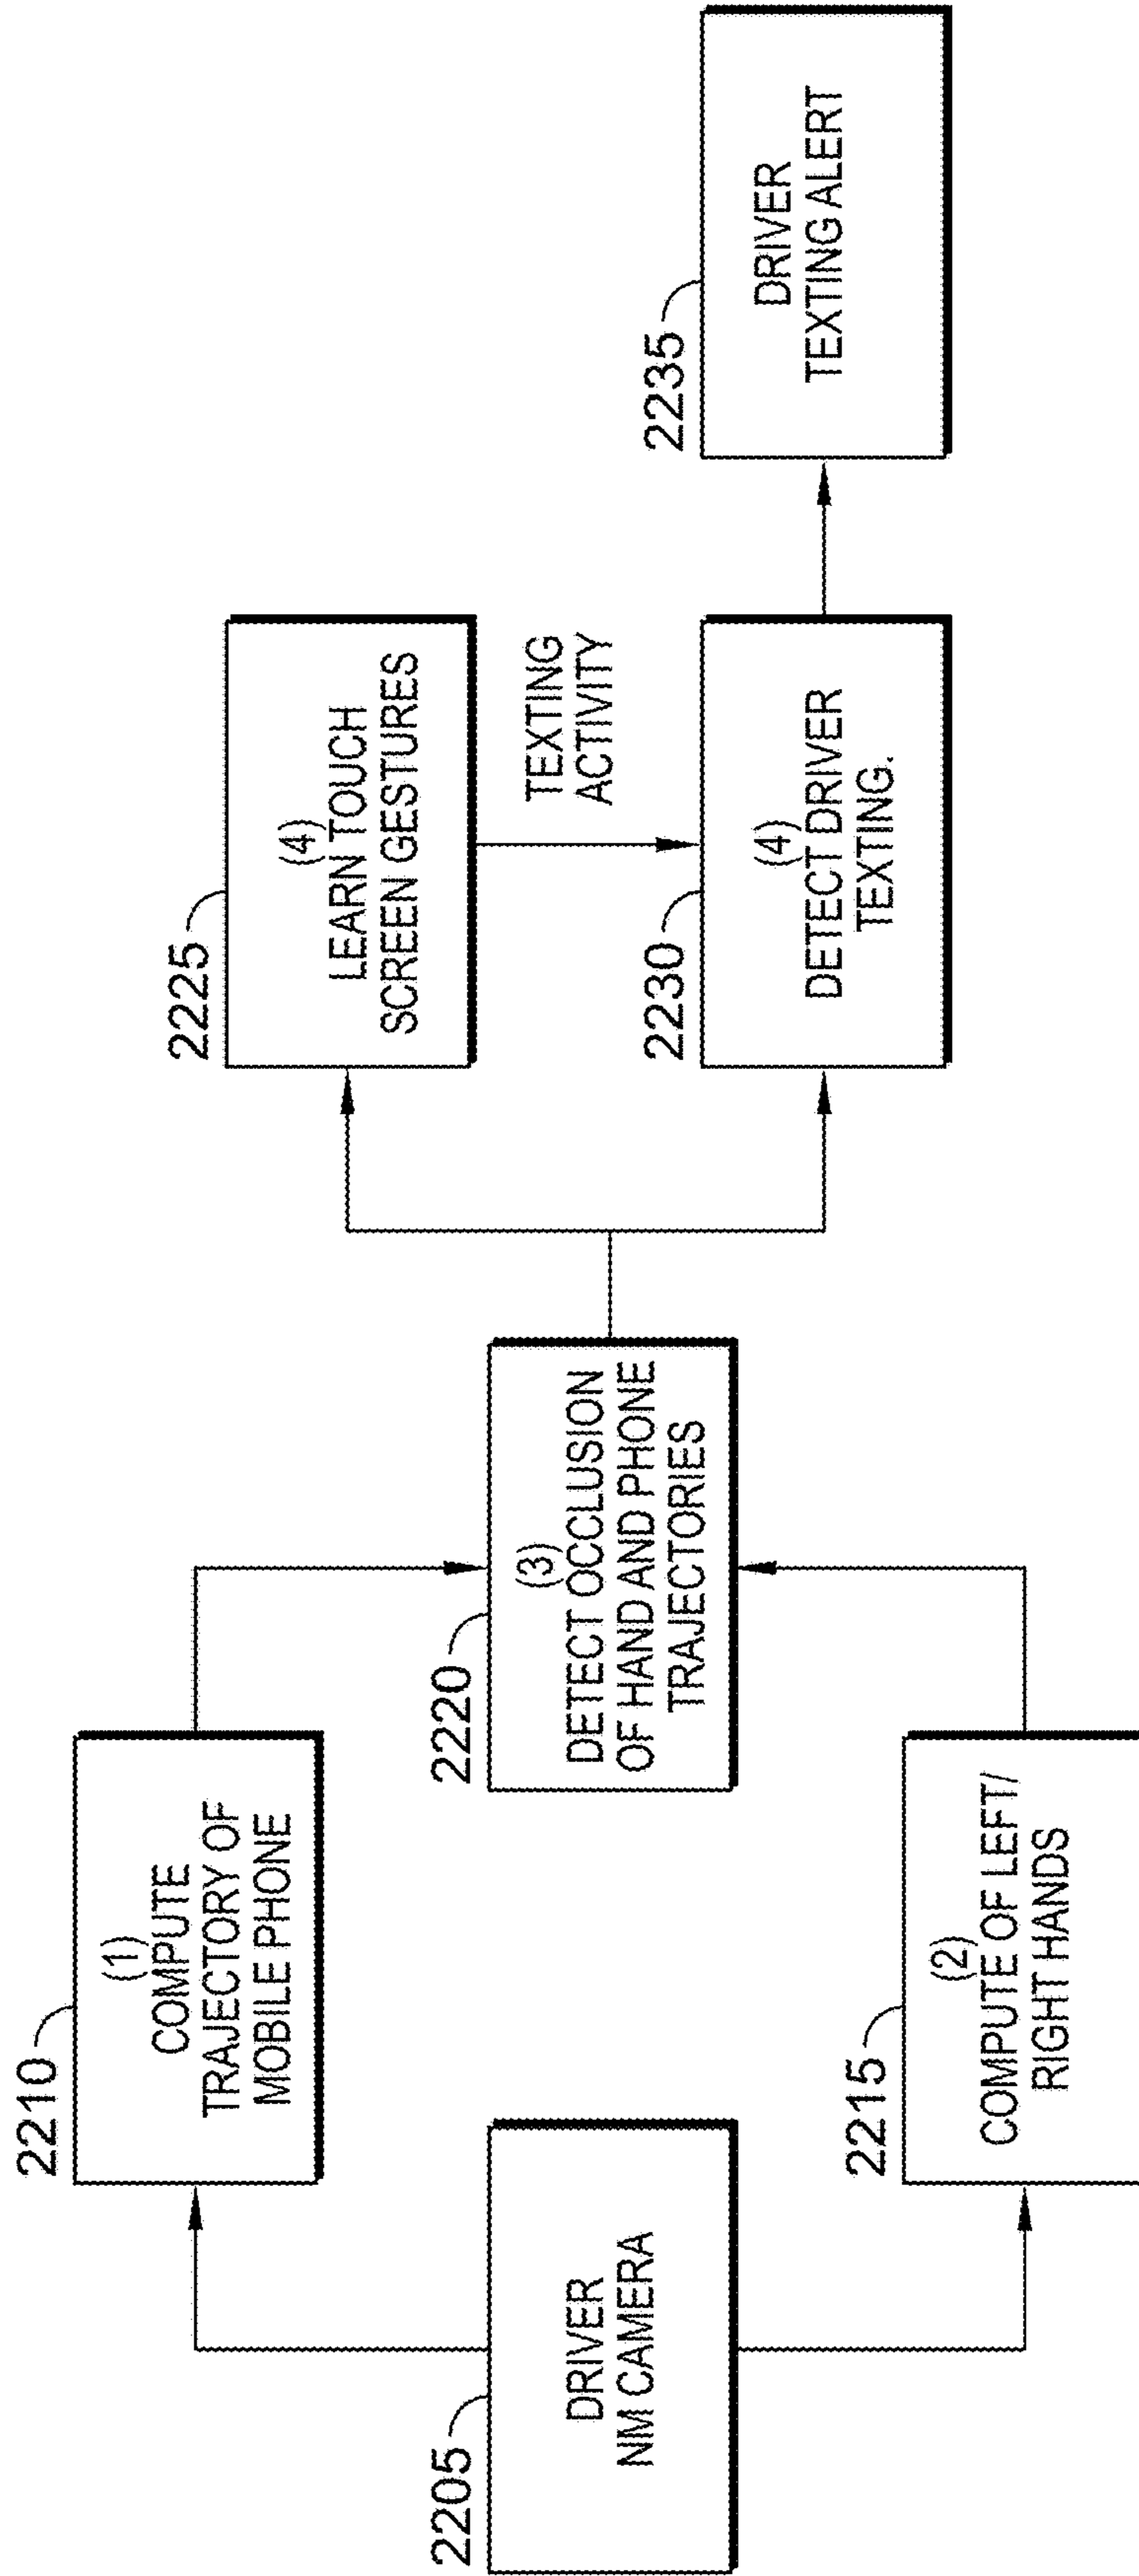 2205
DRIVER
NM CAMERA
2210
(1)
COMPUTE
TRAJECTORY OF
MOBILE PHONE
2215
(2)
COMPUTE OF LEFT/
RIGHT HANDS
2220
(3)
DETECT OCCLUSION
OF HAND AND PHONE
TRAJECTORIES
2225
(4)
LEARN TOUCH
SCREEN GESTURES
TEXTING
ACTIVITY
2230
(4)
DETECT DRIVER
TEXTING.
2235
DRIVER
TEXTING ALERT